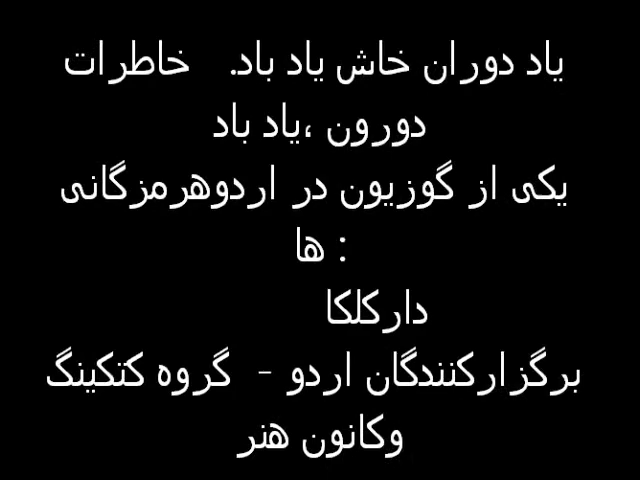 یاد دوران خاش یاد باد. خاطرات
دورون ،یاد باد
یکی از گوزیون در اردوهرمزگانی
ها :
دارکلکا
برگزارکنندگان اردو - گروه کتکینگ
وکانون هنر